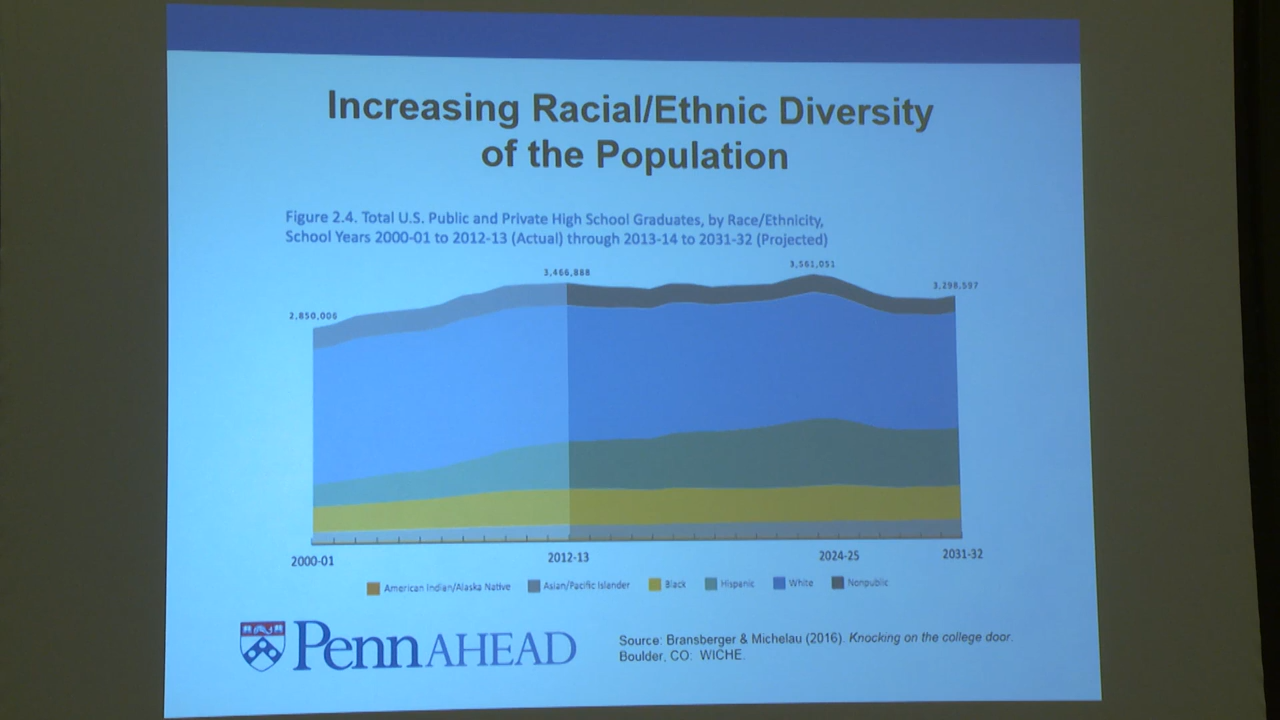 Increasing Racial/Ethnic Diversity
of the Population
Figure 2.4. Total U.S. Public and Private High School Graduates, by Race/Ethnicity,
School Years 2000-01 to 2012-13 (Actual) through 2013-14 to 2031-32 (Projected)
3,561,051
3,466,888
3,298,597
2,850,006
2000-01 2012-13 2024-25 2031-32
American Indian/Alaska Native Asian/Pacific Islander Black Hispanic White Nonpublic
Penn AHEAD
Source: Bransberger & Michelau (2016). Knocking on the college door.
Boulder, CO: WICHE.